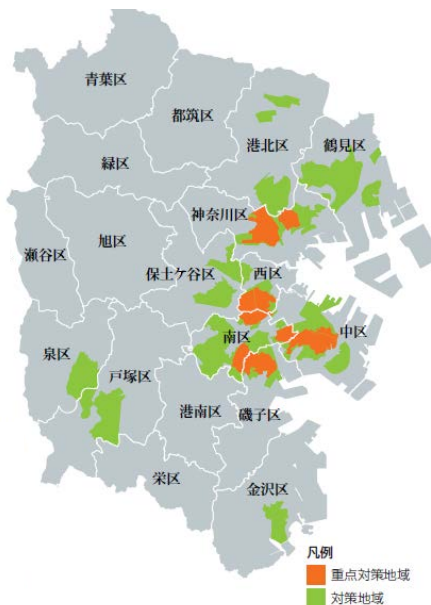 青葉区
都筑区
港北区
鶴見区
緑区
神奈川区
瀬谷区
旭区
保土ケ谷区
西区
中区
泉区
戸塚区
南区
港南区
磯子区
栄区
金沢区
凡例
重点対策地域
対策地域